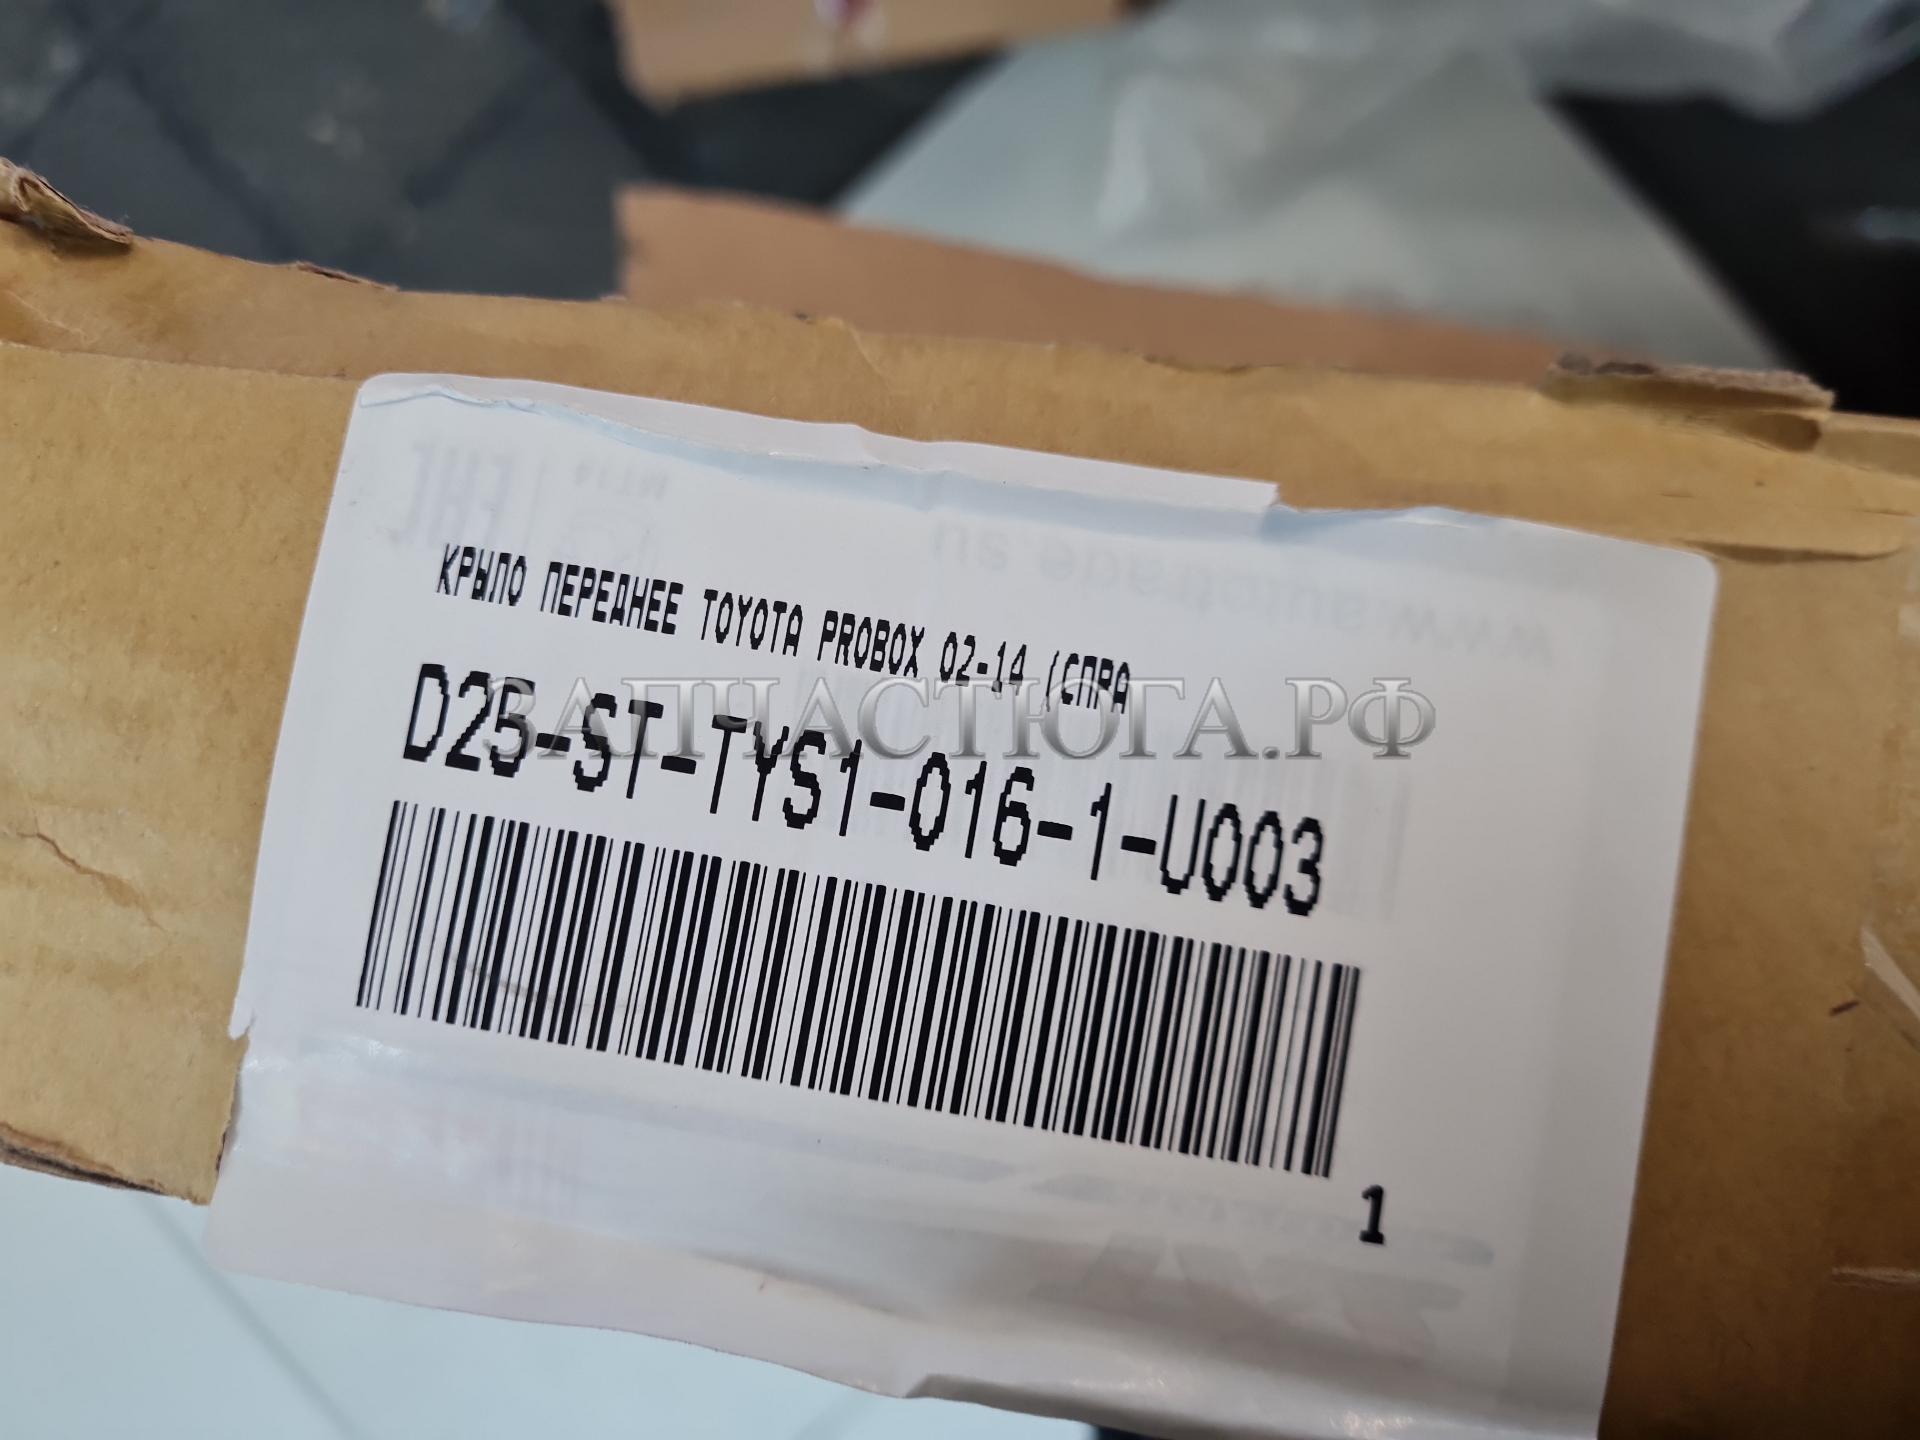 КРЫЛО ПЕРЕДНЕЕ TOYOTA PROBOX 02-14 (СПРА
D25-ST-TYS1-016-1-U003
ЗАПЧАСТЮГА.РФ
1